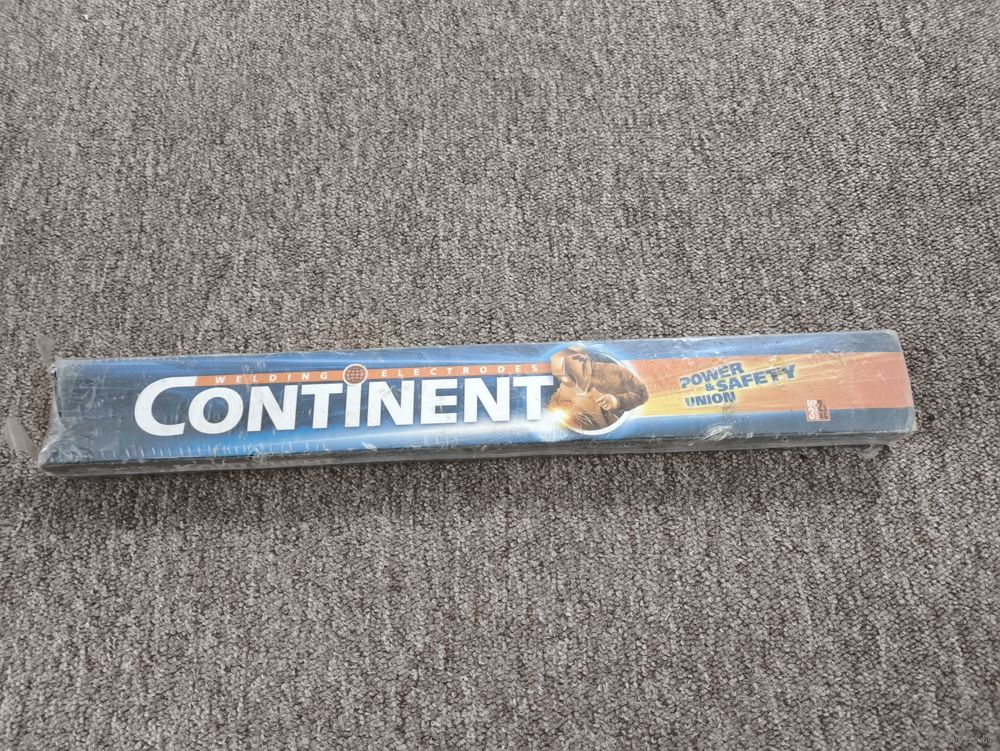 WELDING ELECTRODES
CONTINENT
POWER
& SAFETY
UNION